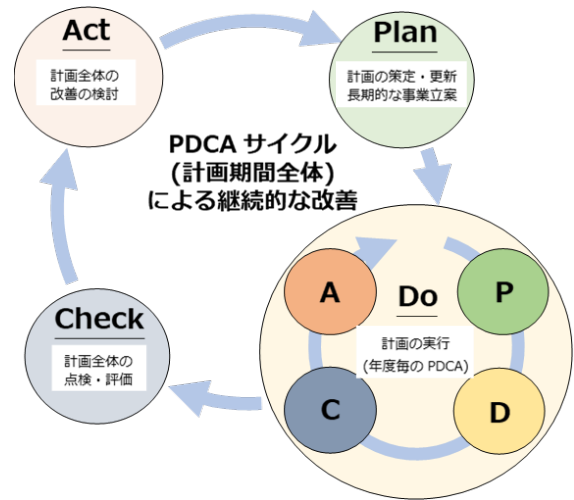 Act
計画全体の
改善の検討
Plan
計画の策定・更新
長期的な事業立案
PDCA サイクル
(計画期間全体)
による継続的な改善
A
Do
P
計画の実行
(年度毎の PDCA)
C
D
Check
計画全体の
点検・評価